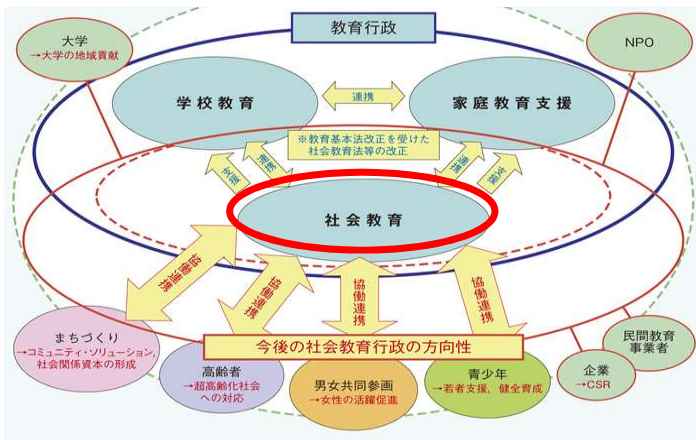 教育行政
大学
→大学の地域貢献
NPO
学校教育
連携
家庭教育支援
※教育基本法改正を受けた
社会教育法等の改正
支援
連携
連携
支援
社会教育
協働連携
協働連携
協働連携
協働連携
まちづくり
→コミュニティ・ソリューション,
社会関係資本の形成
今後の社会教育行政の方向性
高齢者
→超高齢化社会
への対応
男女共同参画
→女性の活躍促進
青少年
→若者支援，健全育成
企業
→CSR
民間教育
事業者